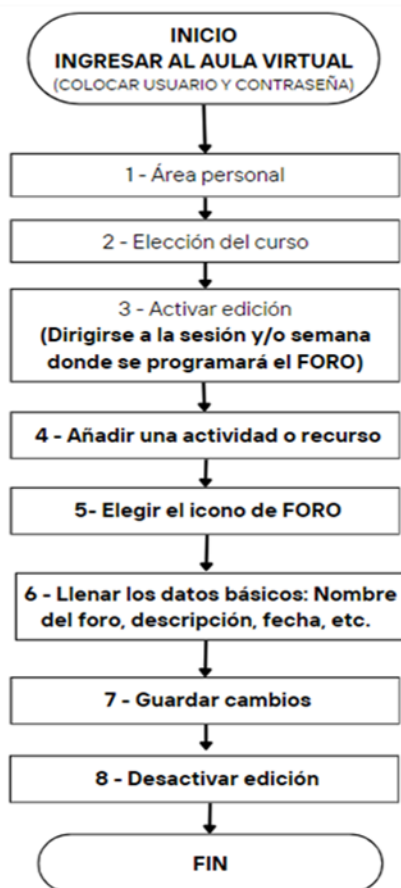 INICIO
INGRESAR AL AULA VIRTUAL
(COLOCAR USUARIO Y CONTRASEÑA)
1 - Área personal
2 - Elección del curso
3 - Activar edición
(Dirigirse a la sesión y/o semana
donde se programará el FORO)
4 - Añadir una actividad o recurso
5- Elegir el icono de FORO
6 - Llenar los datos básicos: Nombre
del foro, descripción, fecha, etc.
7 - Guardar cambios
8 - Desactivar edición
FIN